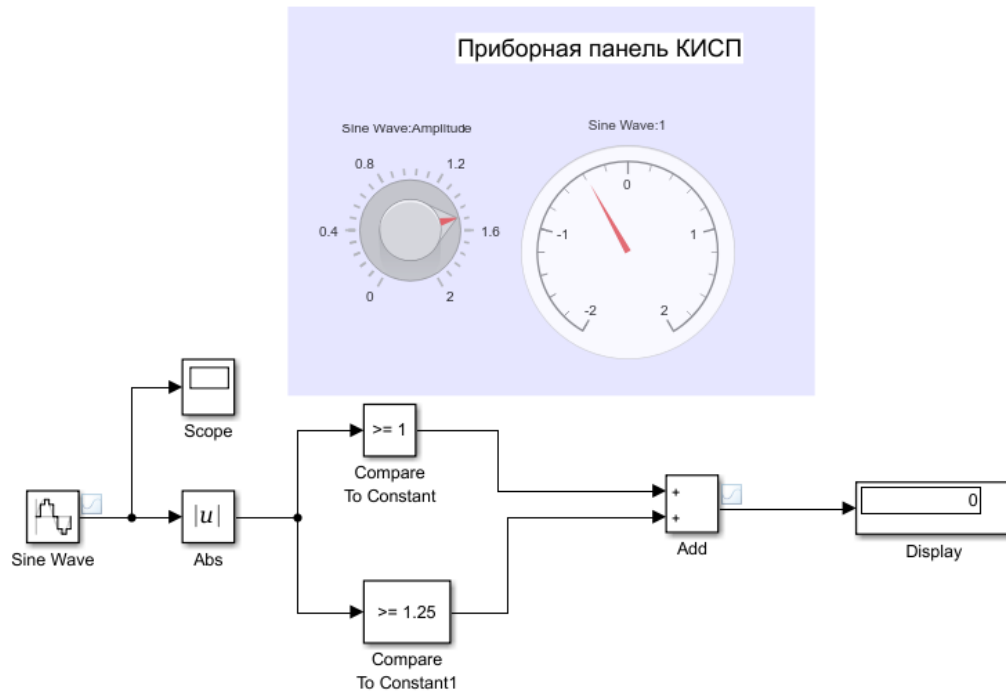 Приборная панель КИСП
Sine Wave:Amplitude
Sine Wave:1
0.8
1.2
0
0.4
1.6
-1
1
0
2
-2
2
Scope
>= 1
Compare
To Constant
|u|
+
+
0
Sine Wave
Abs
Add
Display
>= 1.25
Compare
To Constant1